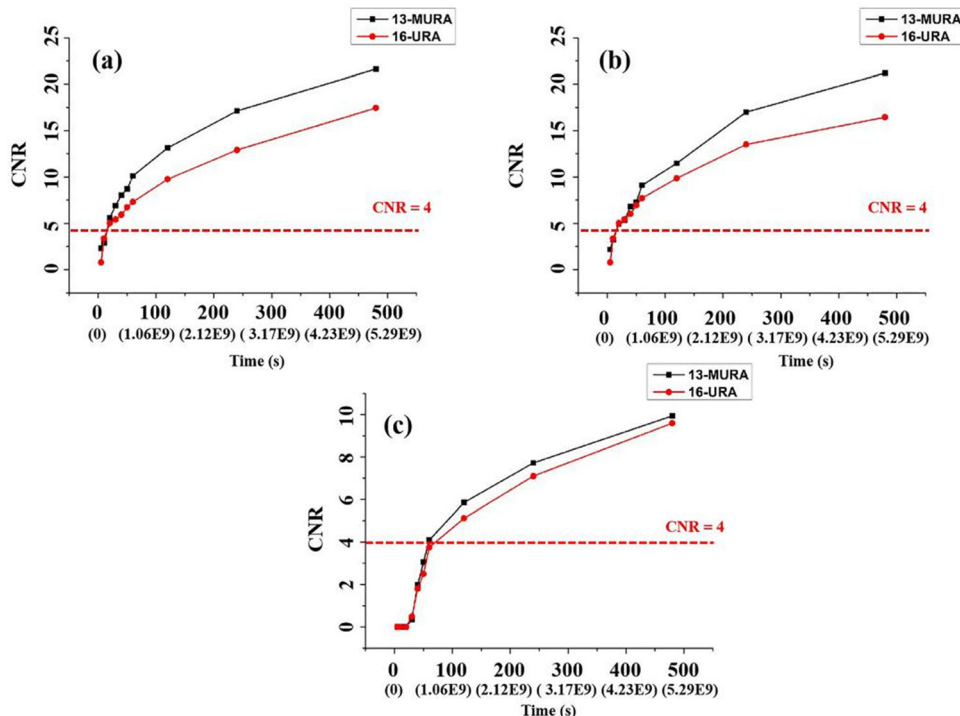 13-MURA
16-URA
(a)
CNR
25
20
15
10
5
0
CNR = 4
0 100 200 300 400 500
(0) (1.06E9) (2.12E9) ( 3.17E9) (4.23E9) (5.29E9)
Time (s)
13-MURA
16-URA
(b)
CNR
25
20
15
10
5
0
CNR = 4
0 100 200 300 400 500
(0) (1.06E9) (2.12E9) ( 3.17E9) (4.23E9) (5.29E9)
Time (s)
13-MURA
16-URA
(c)
CNR
10
8
6
4
2
0
CNR = 4
0 100 200 300 400 500
(0) (1.06E9) (2.12E9) ( 3.17E9) (4.23E9) (5.29E9)
Time (s)